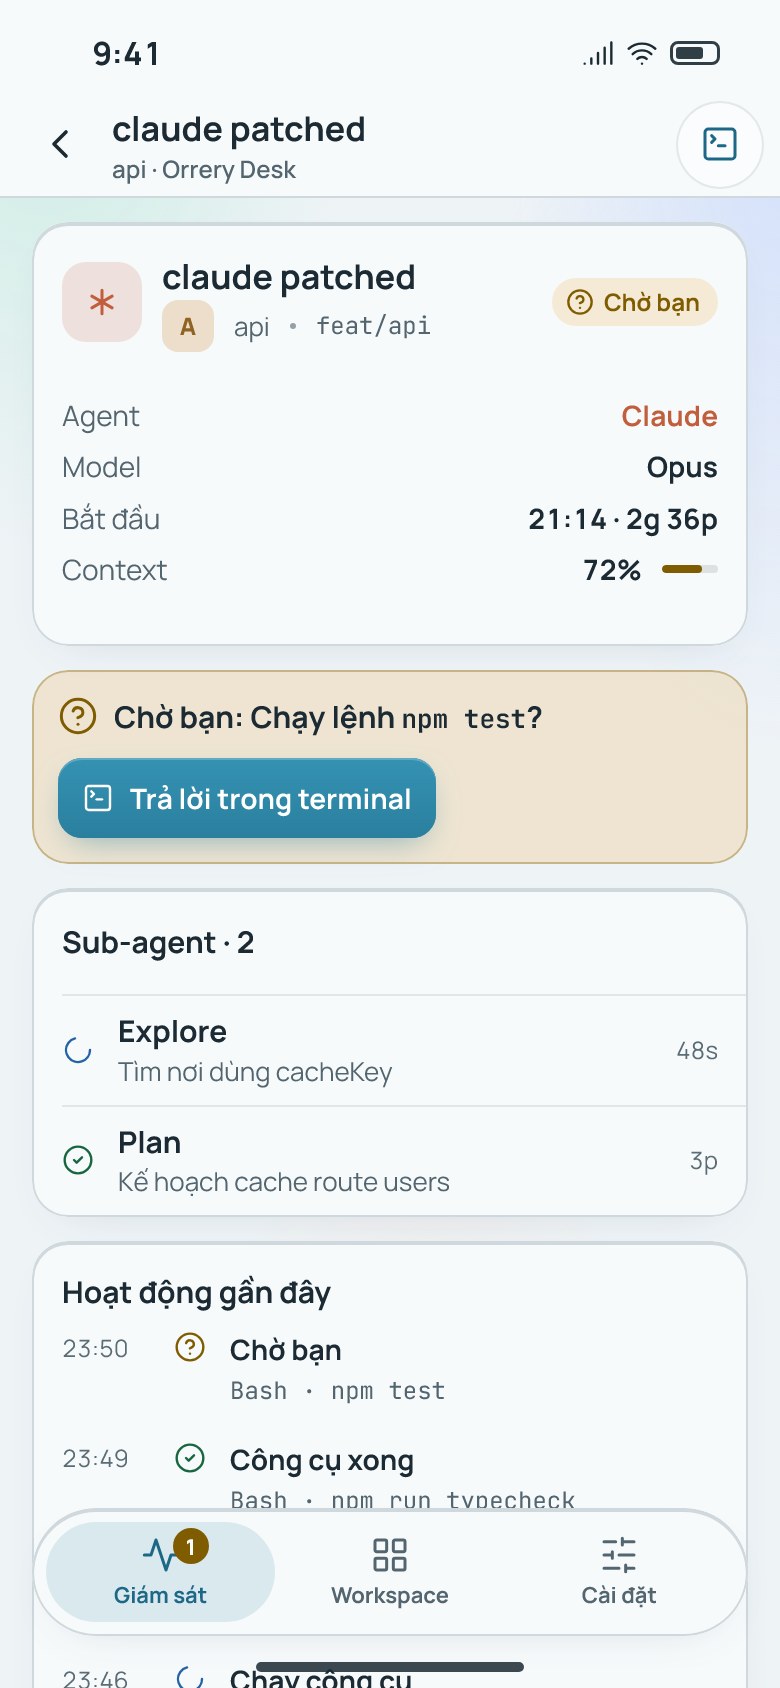 9:41
claude patched
api · Orrery Desk
claude patched
A api • feat/api
Chờ bạn
Agent Claude
Model Opus
Bắt đầu 21:14 · 2g 36p
Context 72%
Chờ bạn: Chạy lệnh npm test?
Trả lời trong terminal
Sub-agent · 2
Explore
Tìm nơi dùng cacheKey
48s
Plan
Kế hoạch cache route users
3p
Hoạt động gần đây
23:50 Chờ bạn
Bash · npm test
23:49 Công cụ xong
Bash · npm run typecheck
1
Giám sát
Workspace
Cài đặt
23:46 Chạy công cụ